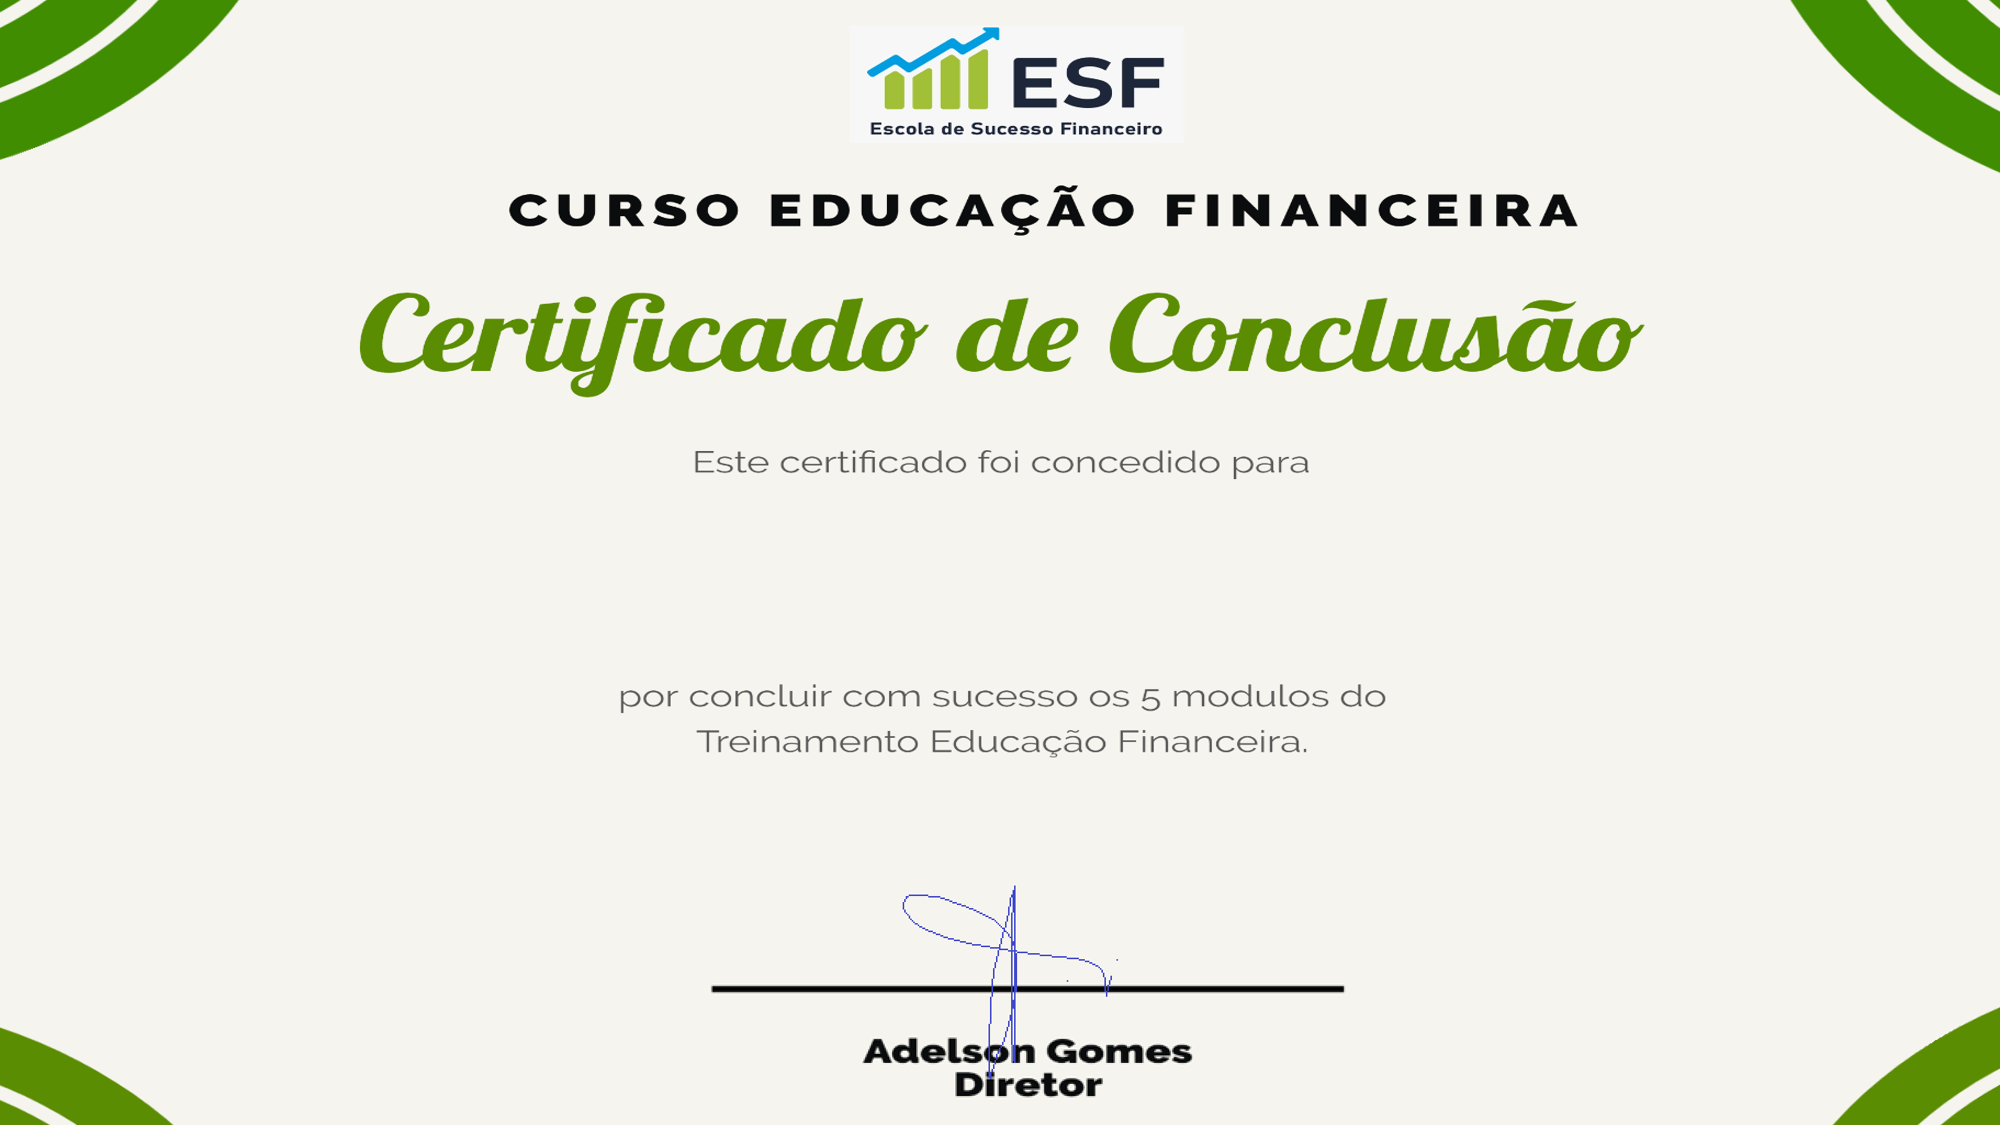 ESF
Escola de Sucesso Financeiro
CURSO EDUCAÇÃO FINANCEIRA
Certificado de Conclusão
Este certificado foi concedido para
por concluir com sucesso os 5 modulos do
Treinamento Educação Financeira.
Adelson Gomes
Diretor